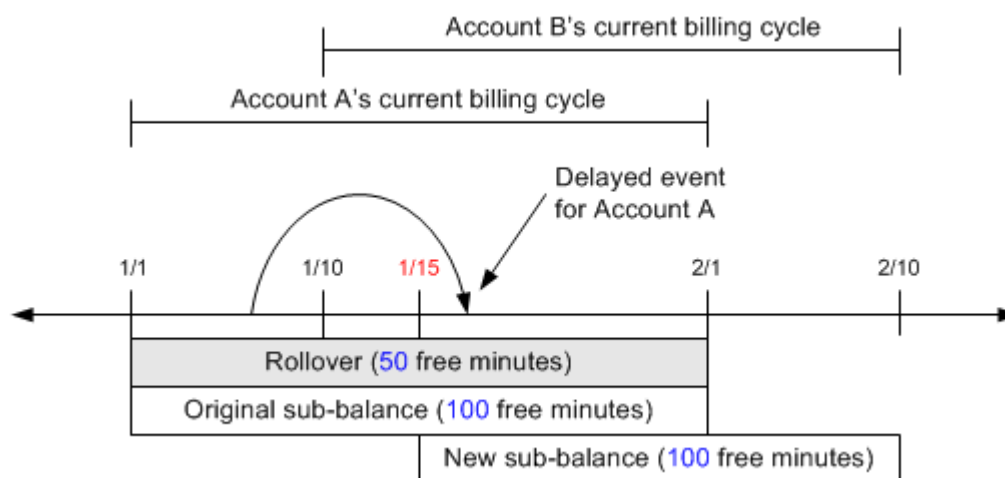 Account B's current billing cycle
Account A's current billing cycle
Delayed event
for Account A
1/1
1/10
1/15
2/1
2/10
Rollover (50 free minutes)
Original sub-balance (100 free minutes)
New sub-balance (100 free minutes)